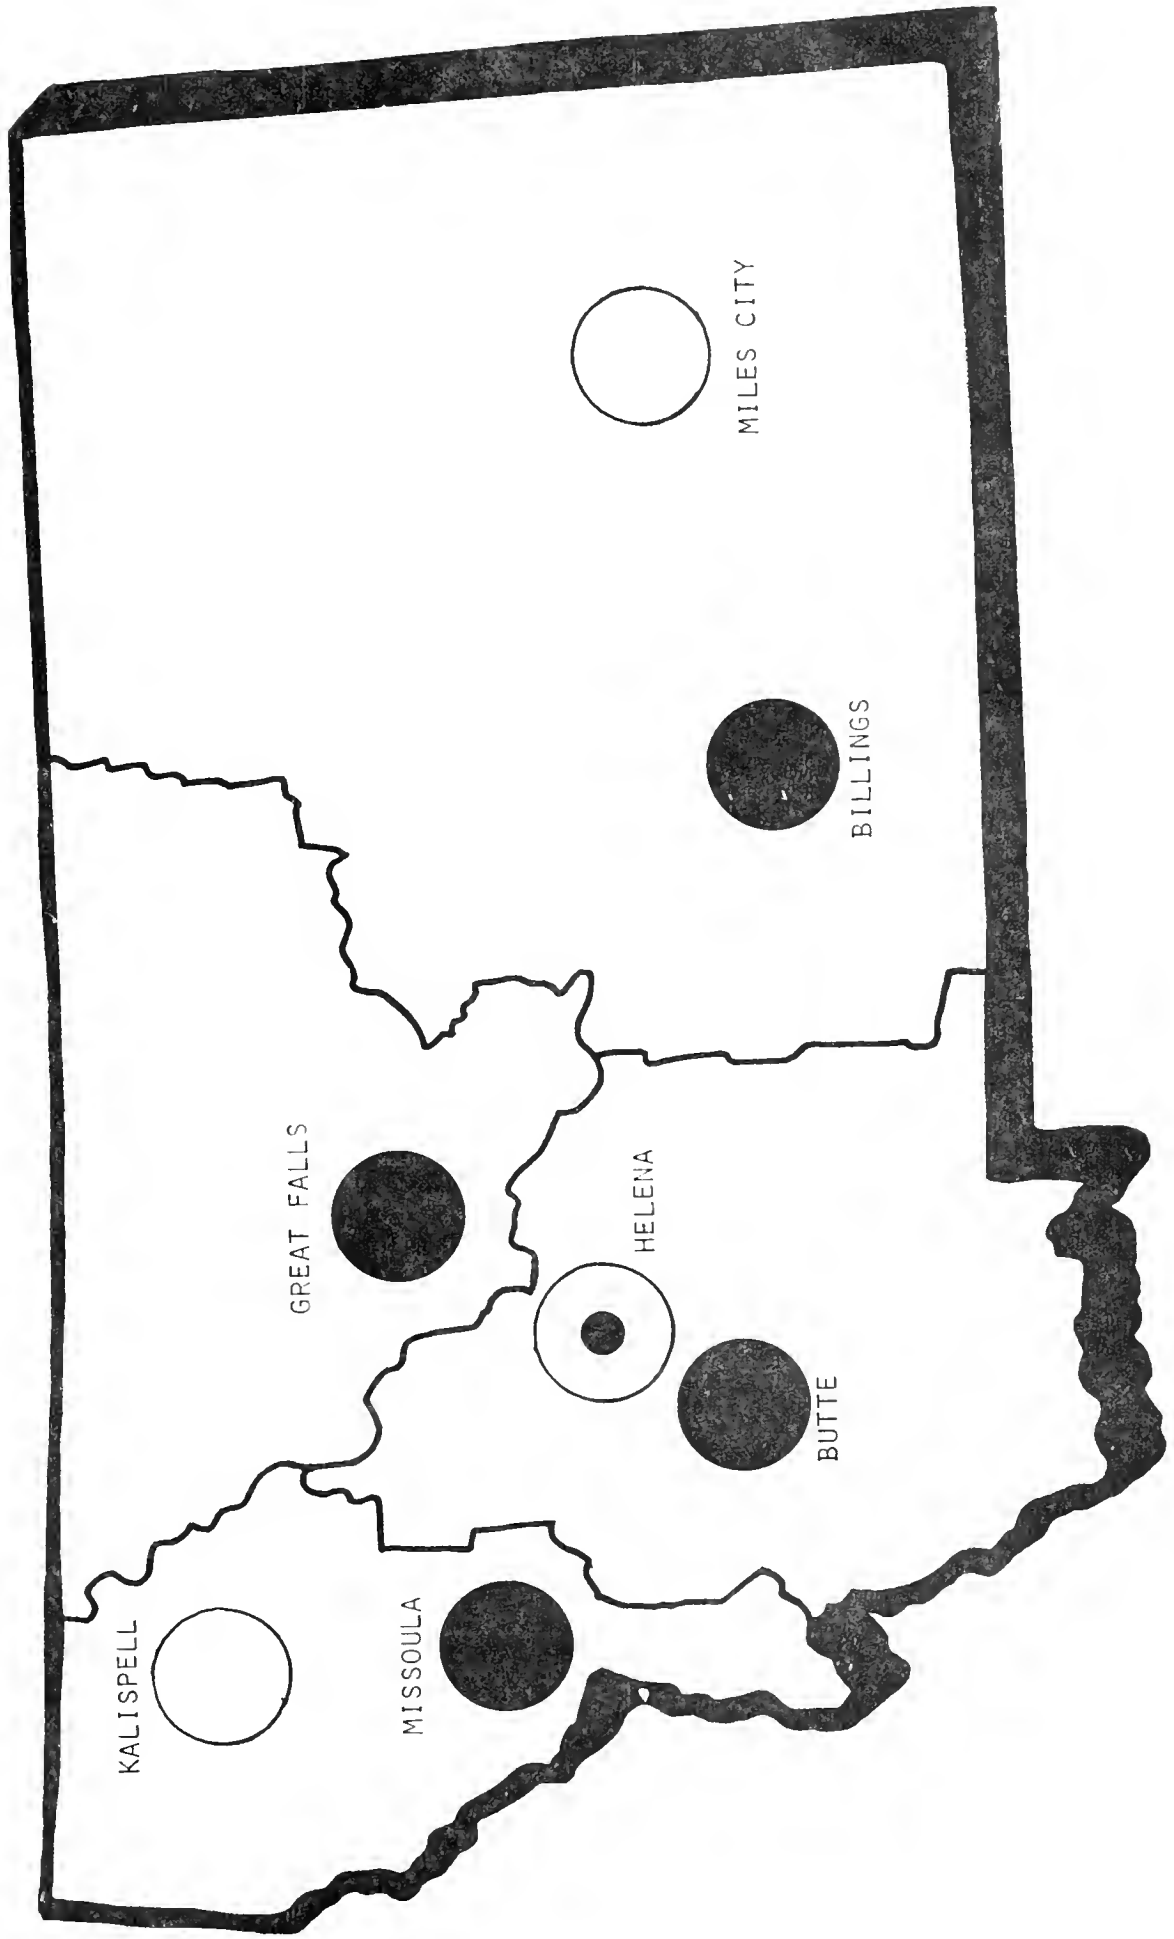 KALISPELL
MISSOULA
GREAT FALLS
HELENA
BUTTE
BILLINGS
MILES CITY